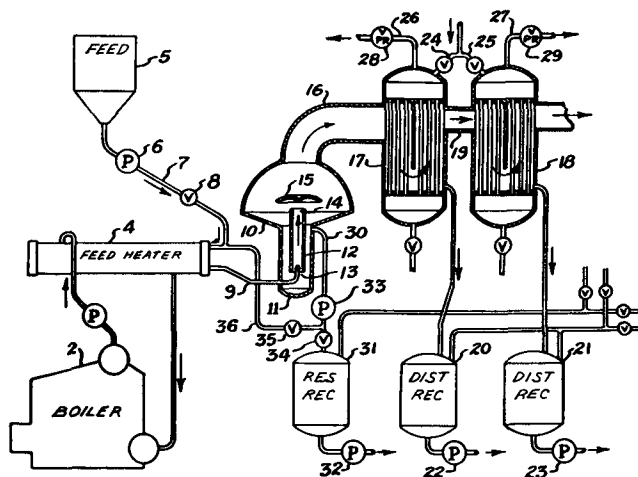 26
27
V
PR
28
24
V
25
V
V
PR
29
FEED
5
16
P
6
7
8
V
17
19
18
15
14
10
30
12
13
11
4
FEED HEATER
9
V
V
P
33
V
V
V
36
35
V
V
34
V
P
2
BOILER
31
20
21
RES
REC
DIST
REC
DIST
REC
P
32
P
22
P
23